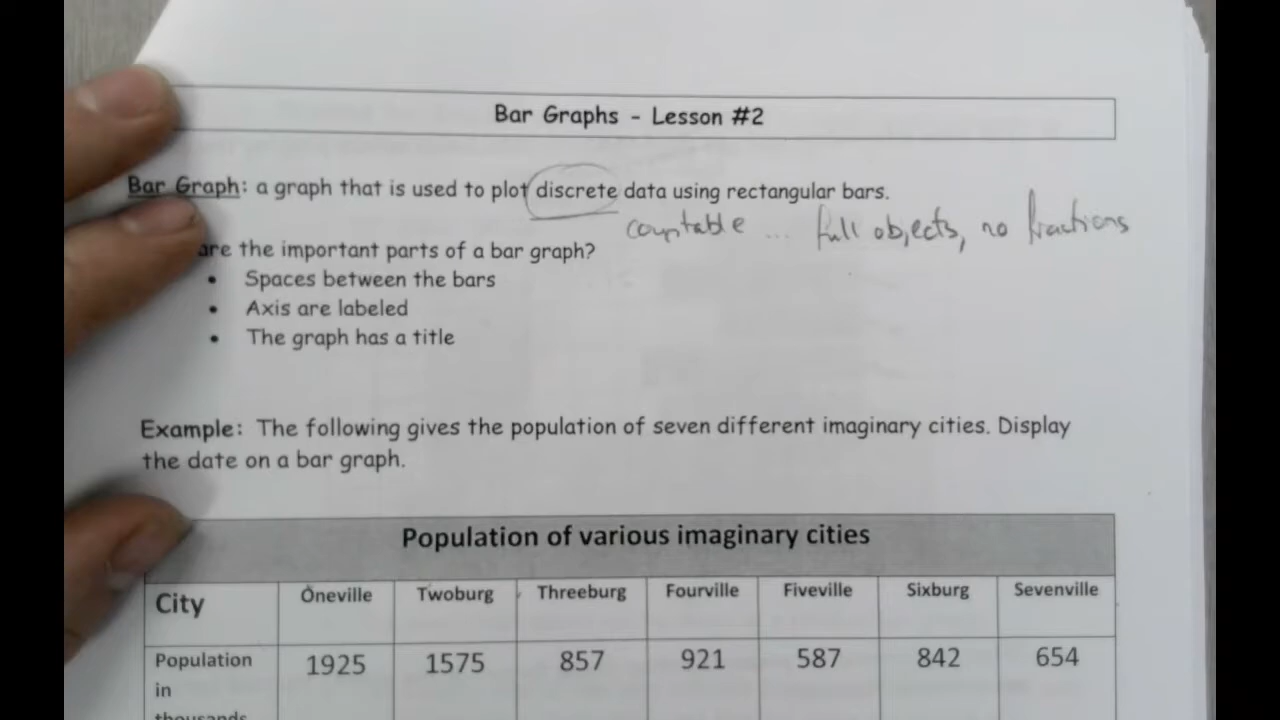 Bar Graphs - Lesson #2
Bar Graph: a graph that is used to plot discrete data using rectangular bars.
countable ... full objects, no fractions
are the important parts of a bar graph?
• Spaces between the bars
• Axis are labeled
• The graph has a title
Example: The following gives the population of seven different imaginary cities. Display
the date on a bar graph.
Population of various imaginary cities
City Oneville Twoburg Threeburg Fourville Fiveville Sixburg Sevenville
Population 1925 1575 857 921 587 842 654
in
thousands